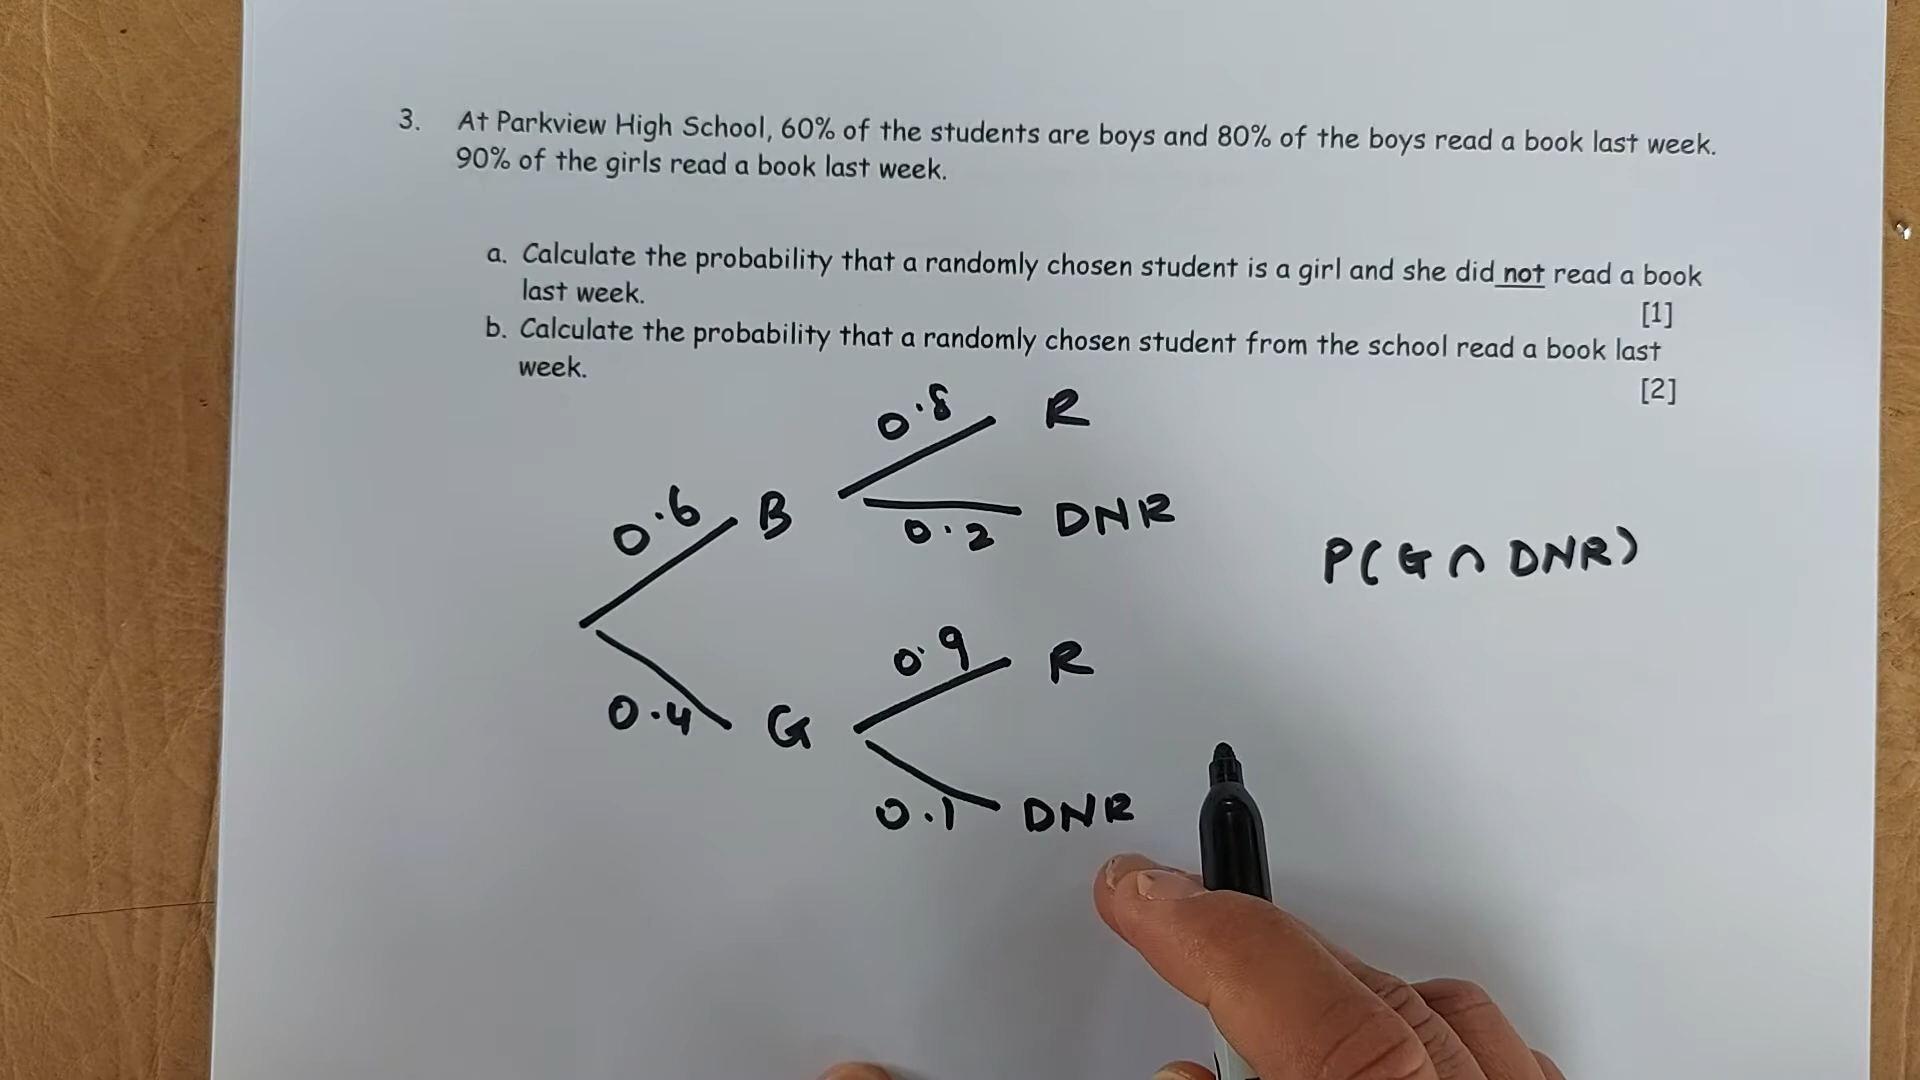 3. At Parkview High School, 60% of the students are boys and 80% of the boys read a book last week.
90% of the girls read a book last week.
a. Calculate the probability that a randomly chosen student is a girl and she did not read a book
last week.
[1]
b. Calculate the probability that a randomly chosen student from the school read a book last
week.
[2]
0.8 R
0.6 B
0.2 DNR
P(G ∩ DNR)
0.9 R
0.4 G
0.1 DNR